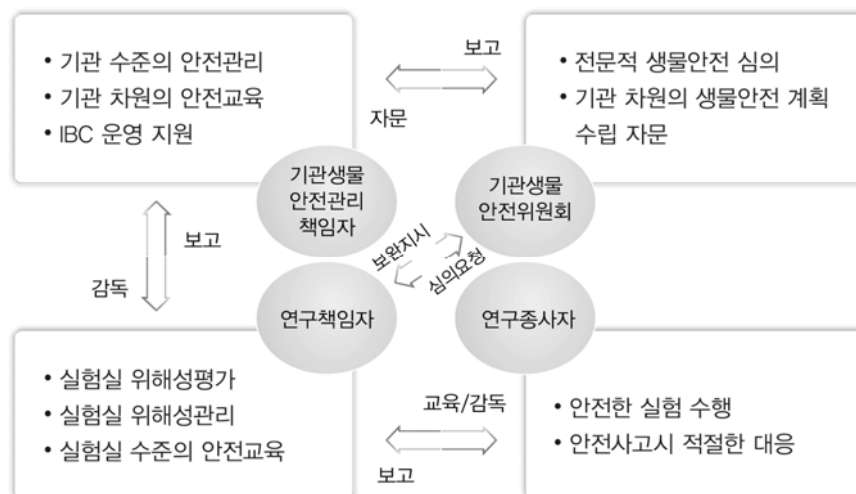 • 기관 수준의 안전관리
• 기관 차원의 안전교육
• IBC 운영 지원
보고
자문
• 전문적 생물안전 심의
• 기관 차원의 생물안전 계획
수립 자문
기관생물
안전관리
책임자
기관생물
안전위원회
보고
감독
보완지시
심의요청
연구책임자
연구종사자
• 실험실 위해성평가
• 실험실 위해성관리
• 실험실 수준의 안전교육
교육/감독
보고
• 안전한 실험 수행
• 안전사고시 적절한 대응